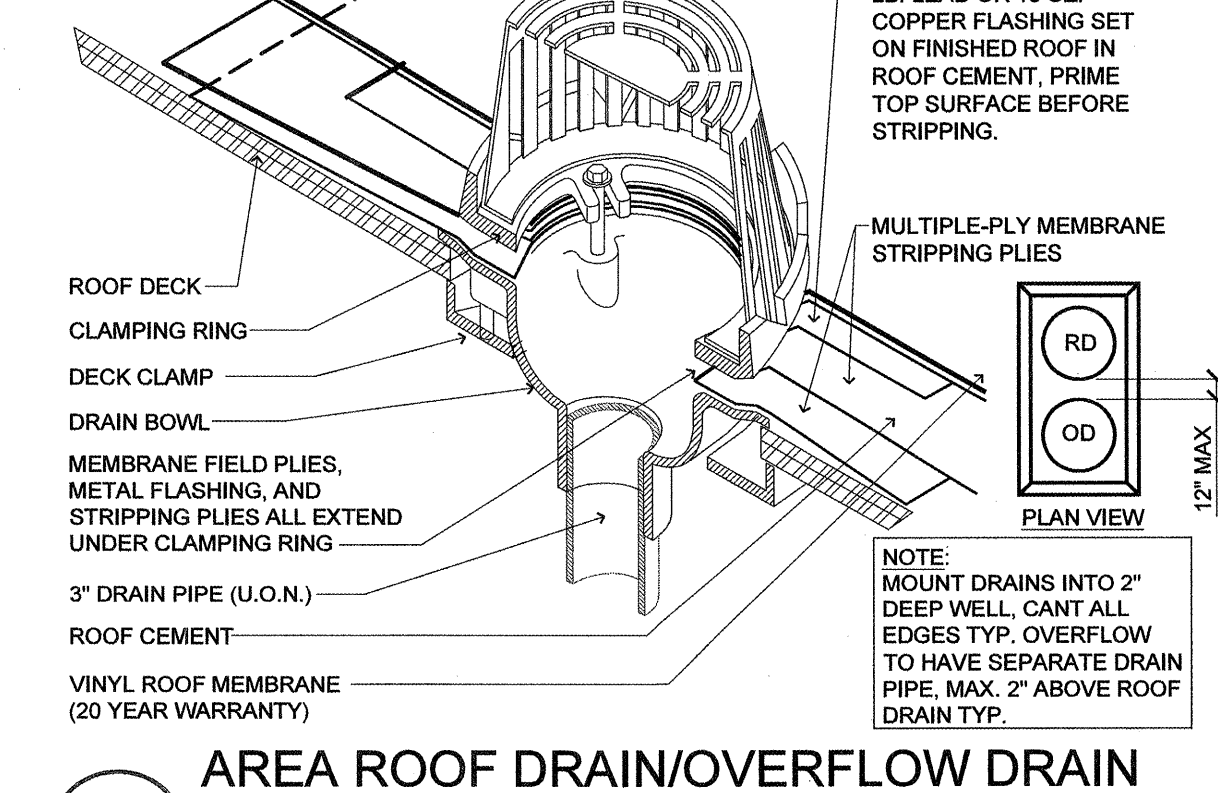 COPPER FLASHING SET
ON FINISHED ROOF IN
ROOF CEMENT, PRIME
TOP SURFACE BEFORE
STRIPPING.
MULTIPLE-PLY MEMBRANE
STRIPPING PLIES
ROOF DECK
CLAMPING RING
DECK CLAMP
DRAIN BOWL
MEMBRANE FIELD PLIES,
METAL FLASHING, AND
STRIPPING PLIES ALL EXTEND
UNDER CLAMPING RING
3" DRAIN PIPE (U.O.N.)
ROOF CEMENT
VINYL ROOF MEMBRANE
(20 YEAR WARRANTY)
RD
OD
12" MAX
PLAN VIEW
NOTE:
MOUNT DRAINS INTO 2"
DEEP WELL, CANT ALL
EDGES TYP. OVERFLOW
TO HAVE SEPARATE DRAIN
PIPE, MAX. 2" ABOVE ROOF
DRAIN TYP.
AREA ROOF DRAIN/OVERFLOW DRAIN